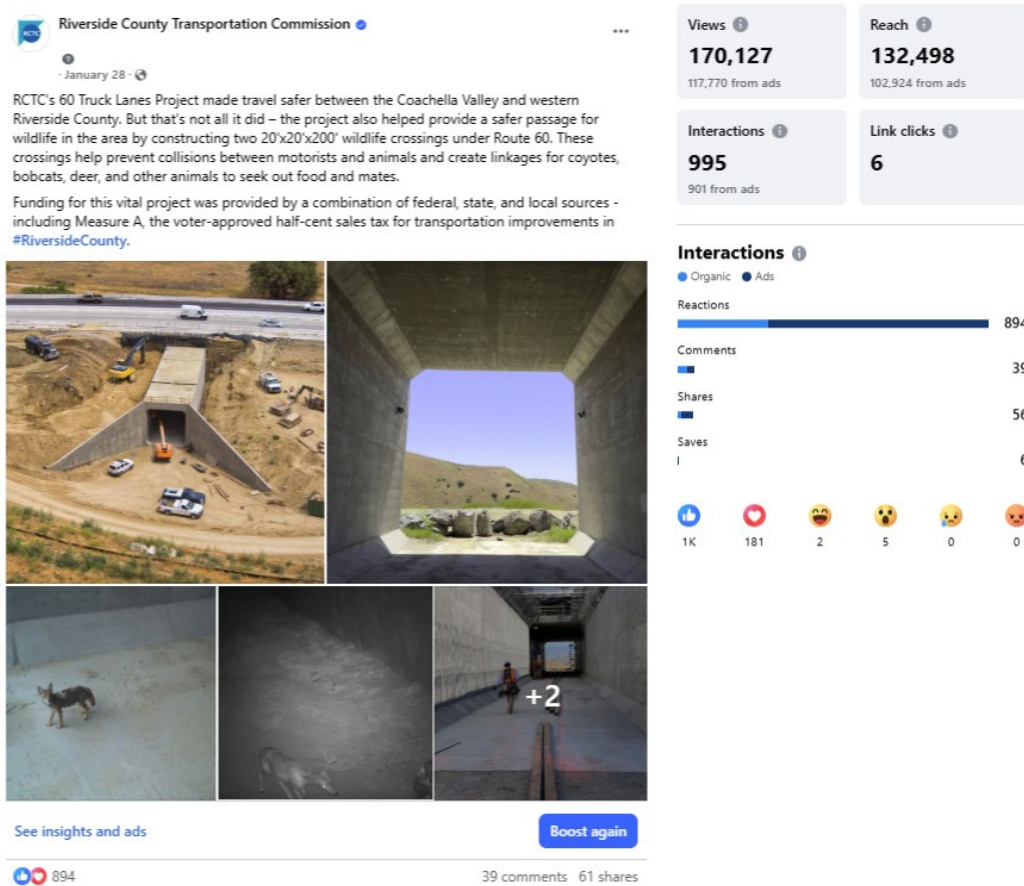 RCTC
Riverside County Transportation Commission
· January 28 ·
RCTC's 60 Truck Lanes Project made travel safer between the Coachella Valley and western
Riverside County. But that's not all it did – the project also helped provide a safer passage for
wildlife in the area by constructing two 20'x20'x200' wildlife crossings under Route 60. These
crossings help prevent collisions between motorists and animals and create linkages for coyotes,
bobcats, deer, and other animals to seek out food and mates.
Funding for this vital project was provided by a combination of federal, state, and local sources -
including Measure A, the voter-approved half-cent sales tax for transportation improvements in
#RiversideCounty.
+2
See insights and ads
Boost again
894
39 comments 61 shares
Views
170,127
117,770 from ads
Reach
132,498
102,924 from ads
Interactions
995
901 from ads
Link clicks
6
Interactions
Organic Ads
Reactions
894
Comments
39
Shares
56
Saves
6
1K 181 2 5 0 0